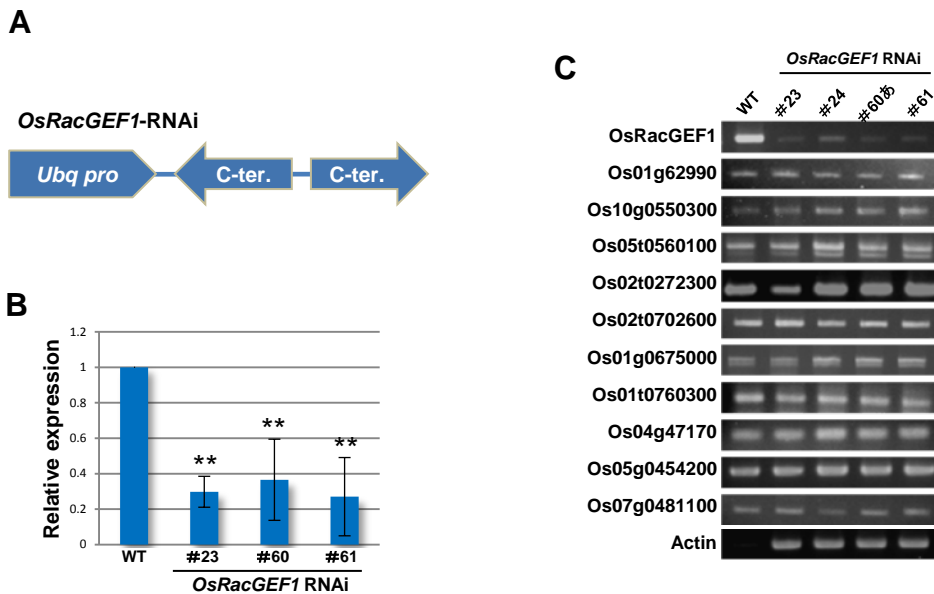 A
OsRacGEF1-RNAi
Ubq pro
C-ter.
C-ter.
B
Relative expression
1.2
1
0.8
0.6
0.4
0.2
0
**
**
**
WT
#23
#60
#61
OsRacGEF1 RNAi
C
OsRacGEF1 RNAi
WT
#23
#24
#60あ
#61
OsRacGEF1
Os01g62990
Os10g0550300
Os05t0560100
Os02t0272300
Os02t0702600
Os01g0675000
Os01t0760300
Os04g47170
Os05g0454200
Os07g0481100
Actin